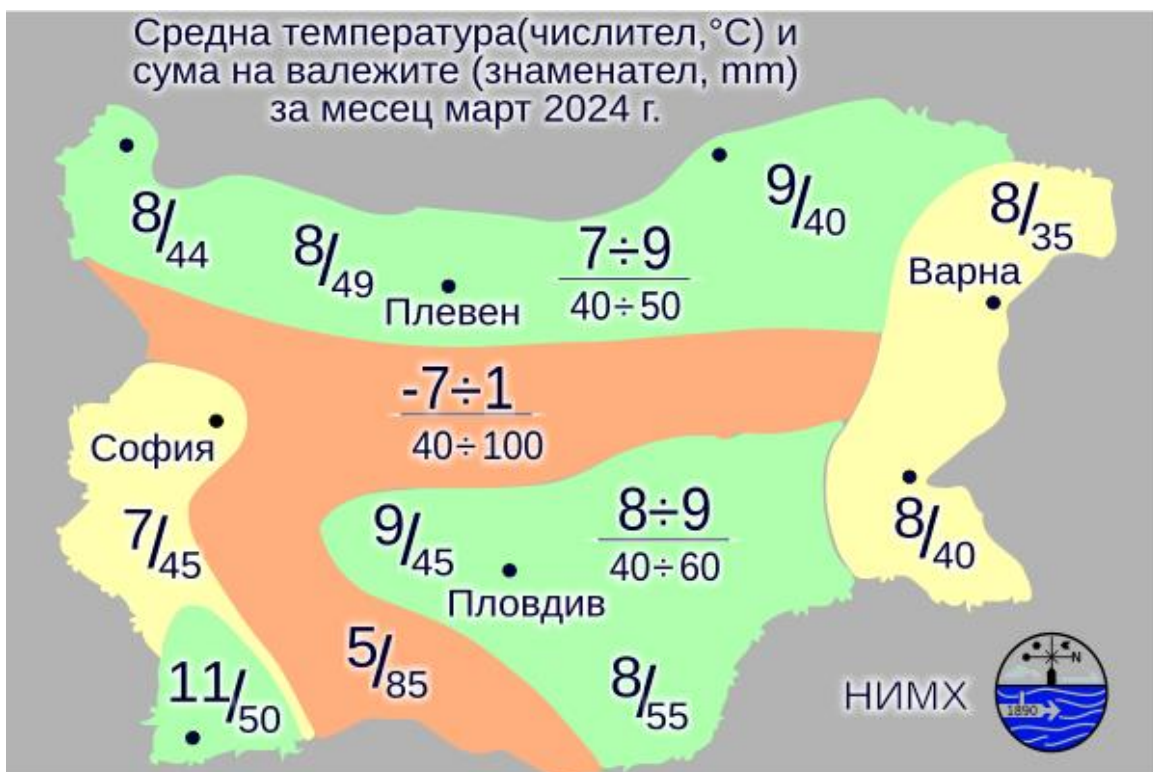 Средна температура(числител,°C) и
сума на валежите (знаменател, mm)
за месец март 2024 г.
9/40
8/44
8/35
8/49
7÷9
40÷50
Варна
Плевен
-7÷1
40÷100
София
9/45
8÷9
40÷60
7/45
8/40
Пловдив
5/85
11/50
8/55
НИМХ
N
1890